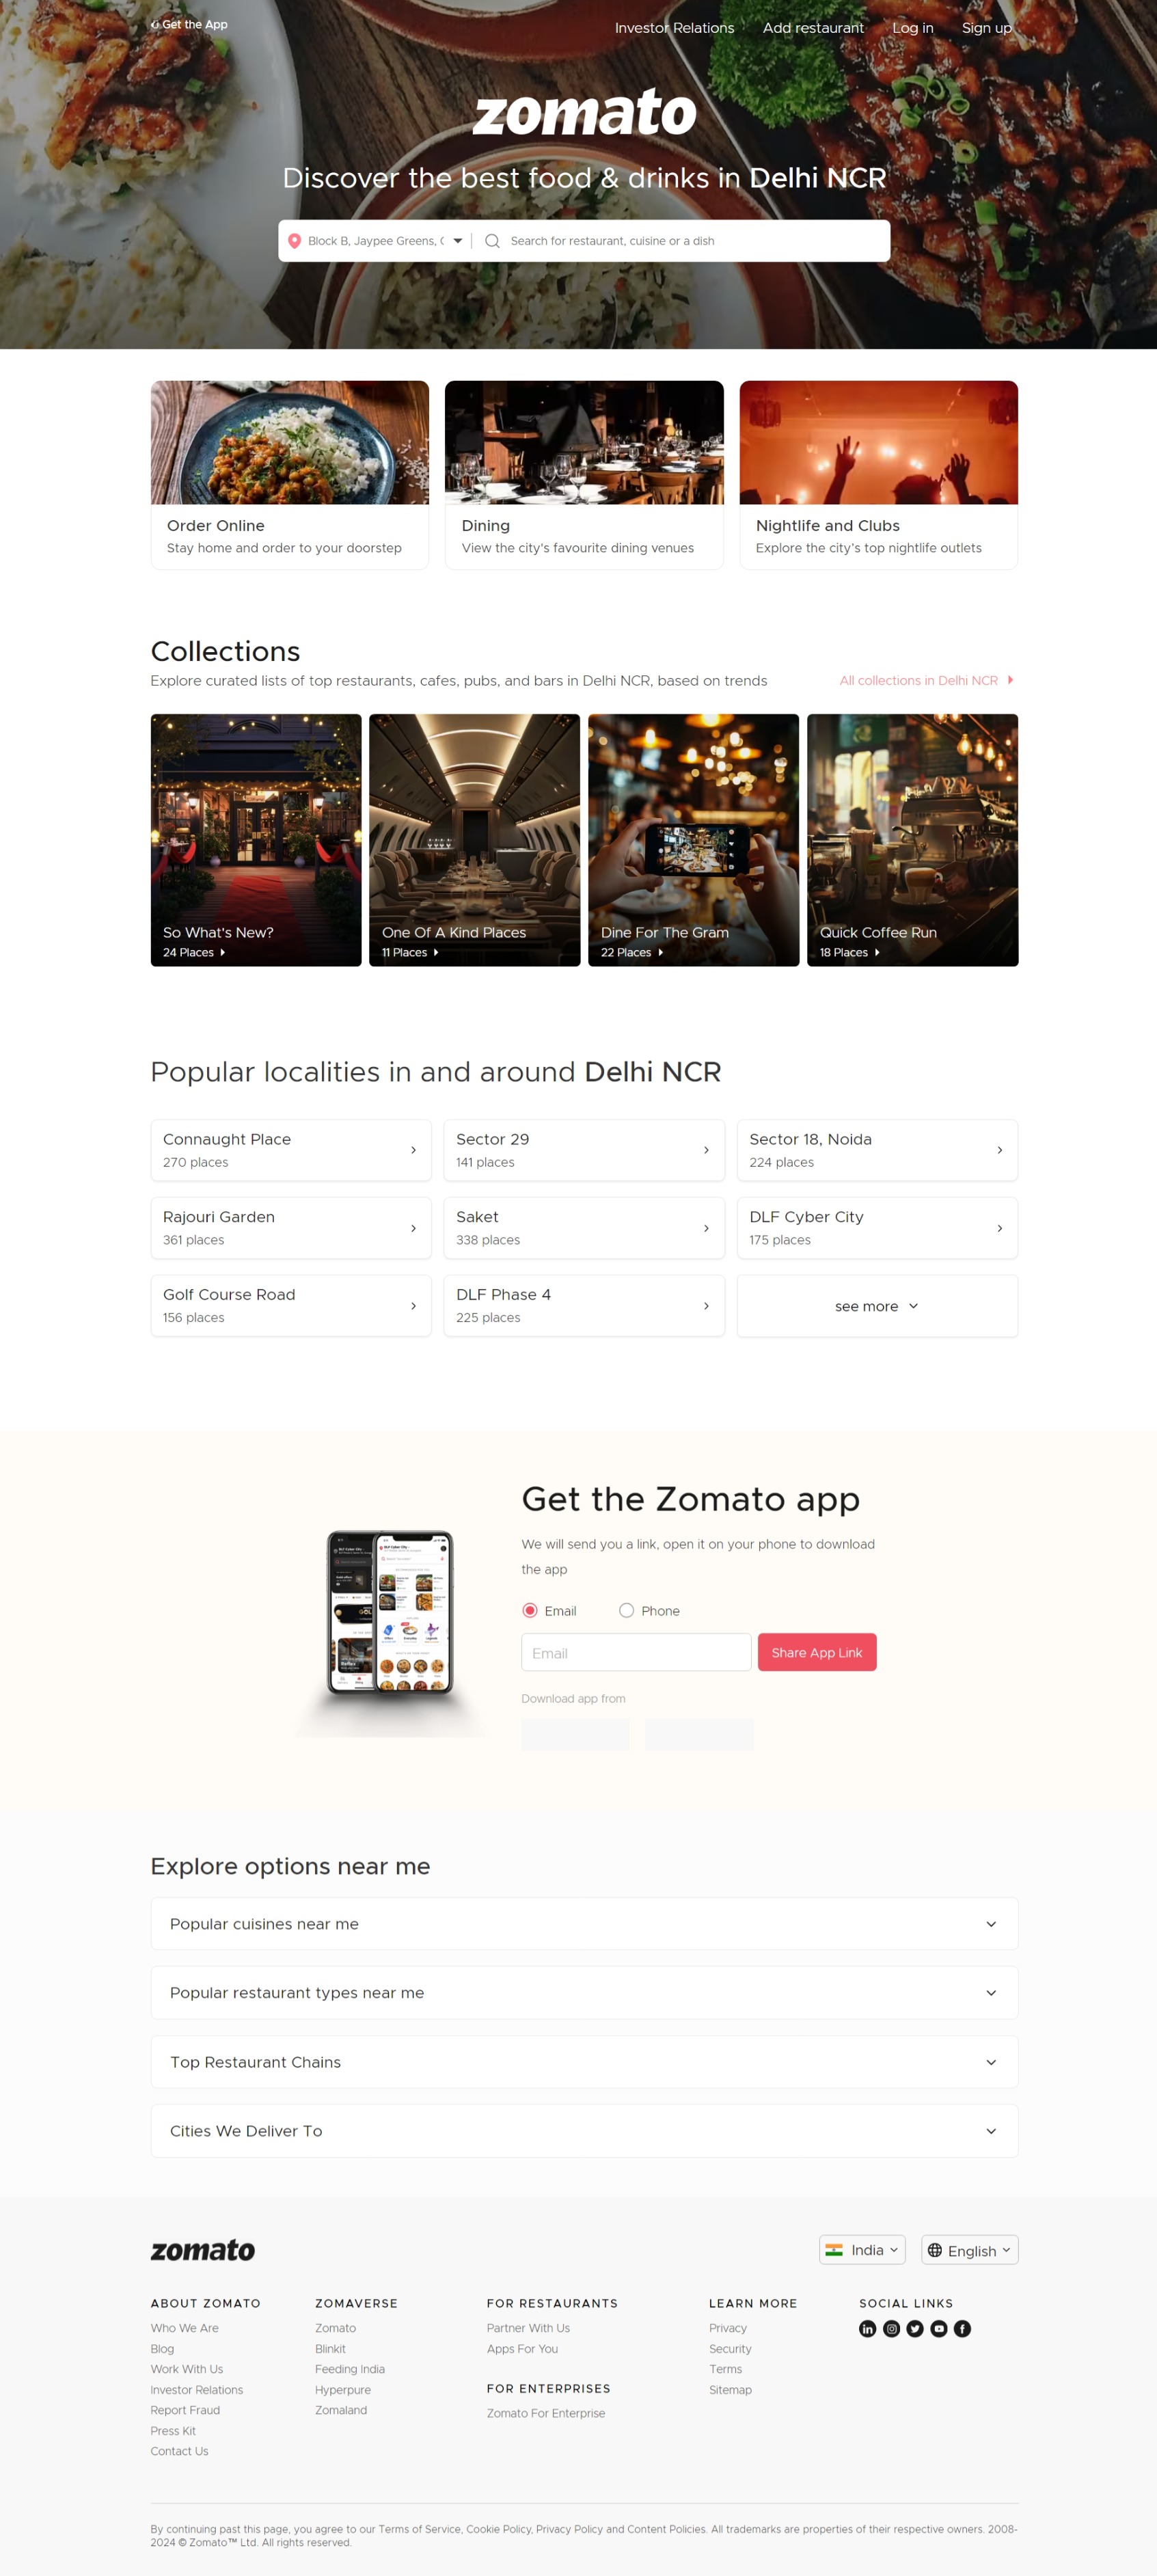 Get the App
Investor Relations
Add restaurant
Log in
Sign up
zomato
Discover the best food & drinks in Delhi NCR
Block B, Jaypee Greens,
Search for restaurant, cuisine or a dish
Order Online
Stay home and order to your doorstep
Dining
View the city's favourite dining venues
Nightlife and Clubs
Explore the city's top nightlife outlets
Collections
Explore curated lists of top restaurants, cafes, pubs, and bars in Delhi NCR, based on trends
All collections in Delhi NCR
So What's New?
24 Places
One Of A Kind Places
11 Places
Dine For The Gram
22 Places
Quick Coffee Run
18 Places
Popular localities in and around Delhi NCR
Connaught Place
270 places
Sector 29
141 places
Sector 18, Noida
224 places
Rajouri Garden
361 places
Saket
338 places
DLF Cyber City
175 places
Golf Course Road
156 places
DLF Phase 4
225 places
see more
Get the Zomato app
We will send you a link, open it on your phone to download
the app
Email
Phone
Email
Share App Link
Download app from
Explore options near me
Popular cuisines near me
Popular restaurant types near me
Top Restaurant Chains
Cities We Deliver To
zomato
India
English
ABOUT ZOMATO
Who We Are
Blog
Work With Us
Investor Relations
Report Fraud
Press Kit
Contact Us
ZOMAVERSE
Zomato
Blinkit
Feeding India
Hyperpure
Zomaland
FOR RESTAURANTS
Partner With Us
Apps For You
FOR ENTERPRISES
Zomato For Enterprise
LEARN MORE
Privacy
Security
Terms
Sitemap
SOCIAL LINKS
By continuing past this page, you agree to our Terms of Service, Cookie Policy, Privacy Policy and Content Policies. All trademarks are properties of their respective owners. 2008-
2024 © Zomato™ Ltd. All rights reserved.